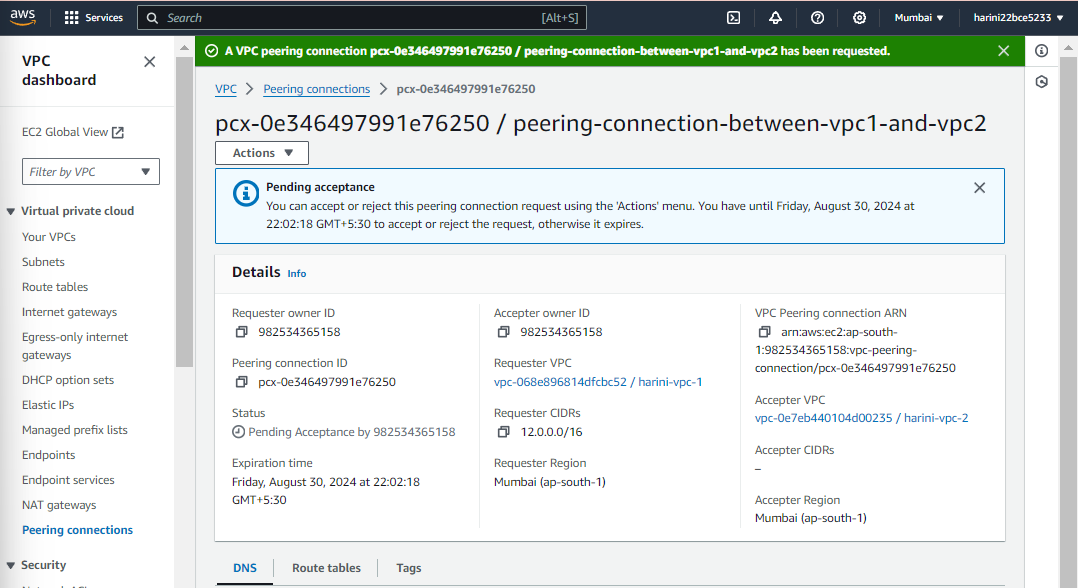 aws
Services
Search
[Alt+S]
Mumbai
harini22bce5233
VPC
dashboard
EC2 Global View
Filter by VPC
Virtual private cloud
Your VPCs
Subnets
Route tables
Internet gateways
Egress-only internet
gateways
DHCP option sets
Elastic IPs
Managed prefix lists
Endpoints
Endpoint services
NAT gateways
Peering connections
Security
A VPC peering connection pcx-0e346497991e76250 / peering-connection-between-vpc1-and-vpc2 has been requested.
VPC > Peering connections > pcx-0e346497991e76250
pcx-0e346497991e76250 / peering-connection-between-vpc1-and-vpc2
Actions
Pending acceptance
You can accept or reject this peering connection request using the 'Actions' menu. You have until Friday, August 30, 2024 at
22:02:18 GMT+5:30 to accept or reject the request, otherwise it expires.
Details Info
Requester owner ID
982534365158
Peering connection ID
pcx-0e346497991e76250
Status
Pending Acceptance by 982534365158
Expiration time
Friday, August 30, 2024 at 22:02:18
GMT+5:30
Accepter owner ID
982534365158
Requester VPC
vpc-068e896814dfcbc52 / harini-vpc-1
Requester CIDRs
12.0.0.0/16
Requester Region
Mumbai (ap-south-1)
VPC Peering connection ARN
arn:aws:ec2:ap-south-
1:982534365158:vpc-peering-
connection/pcx-0e346497991e76250
Accepter VPC
vpc-0e7eb440104d00235 / harini-vpc-2
Accepter CIDRs
–
Accepter Region
Mumbai (ap-south-1)
DNS
Route tables
Tags